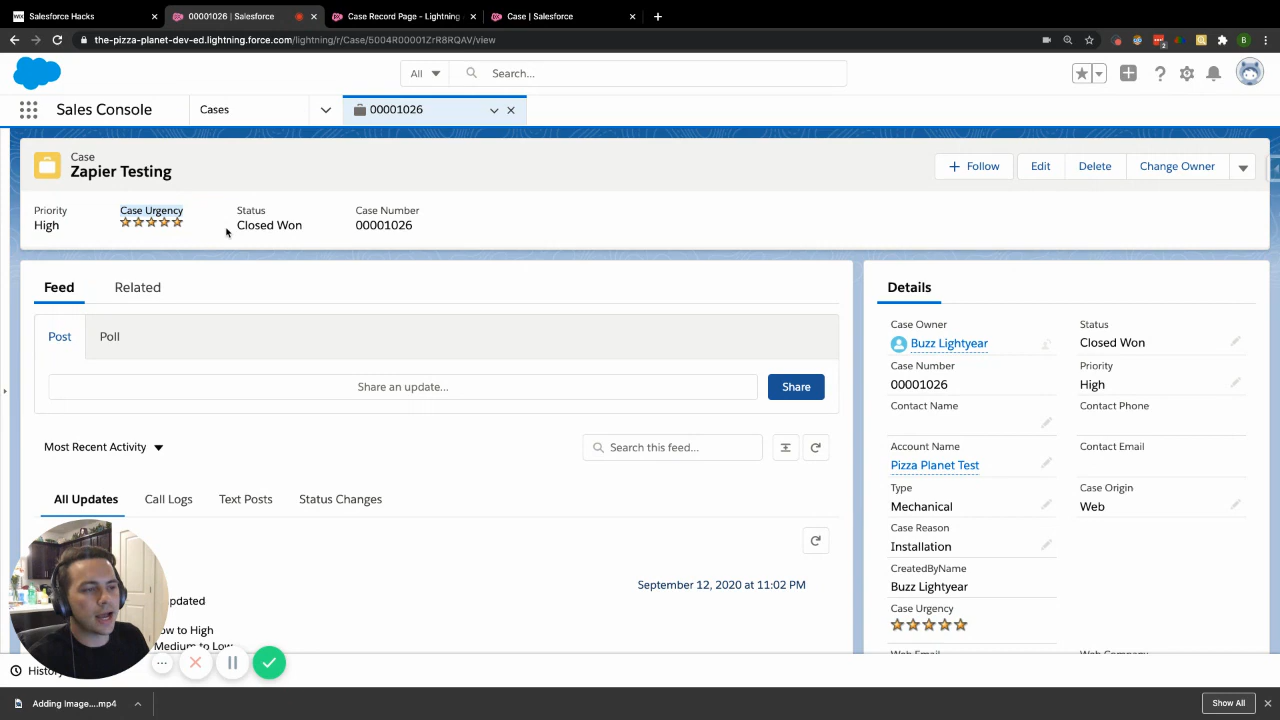 Salesforce Hacks
00001026 | Salesforce
Case Record Page - Lightning
Case | Salesforce
the-pizza-planet-dev-ed.lightning.force.com/lightning/r/Case/5004R00001ZrR8RQAV/view
All
Search...
Sales Console
Cases
00001026
Case
Zapier Testing
Follow
Edit
Delete
Change Owner
Priority
High
Case Urgency
Status
Closed Won
Case Number
00001026
Feed
Related
Post
Poll
Share an update...
Share
Most Recent Activity
Search this feed...
All Updates
Call Logs
Text Posts
Status Changes
September 12, 2020 at 11:02 PM
to High
Medium to Low
History
Details
Case Owner
Buzz Lightyear
Status
Closed Won
Case Number
00001026
Priority
High
Contact Name
Contact Phone
Account Name
Pizza Planet Test
Contact Email
Type
Mechanical
Case Origin
Web
Case Reason
Installation
CreatedByName
Buzz Lightyear
Case Urgency
Web Email
Web Company
Adding Image....mp4
Show All